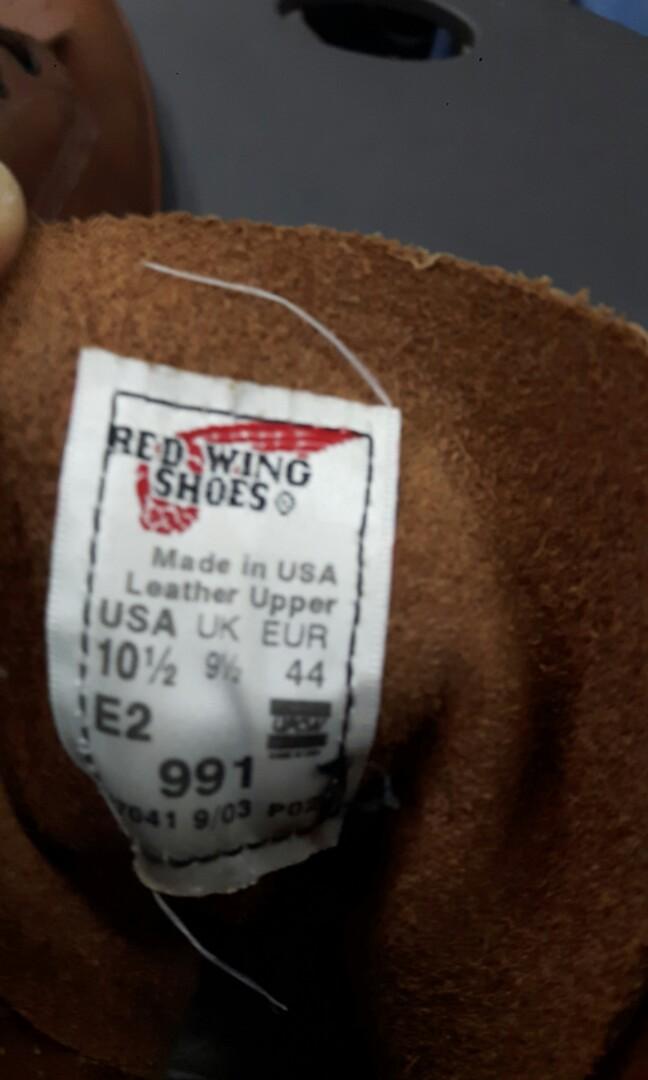 RED WING
SHOES
Made in USA
Leather Upper
USA UK EUR
10½ 9½ 44
E2
991
7041 9/03